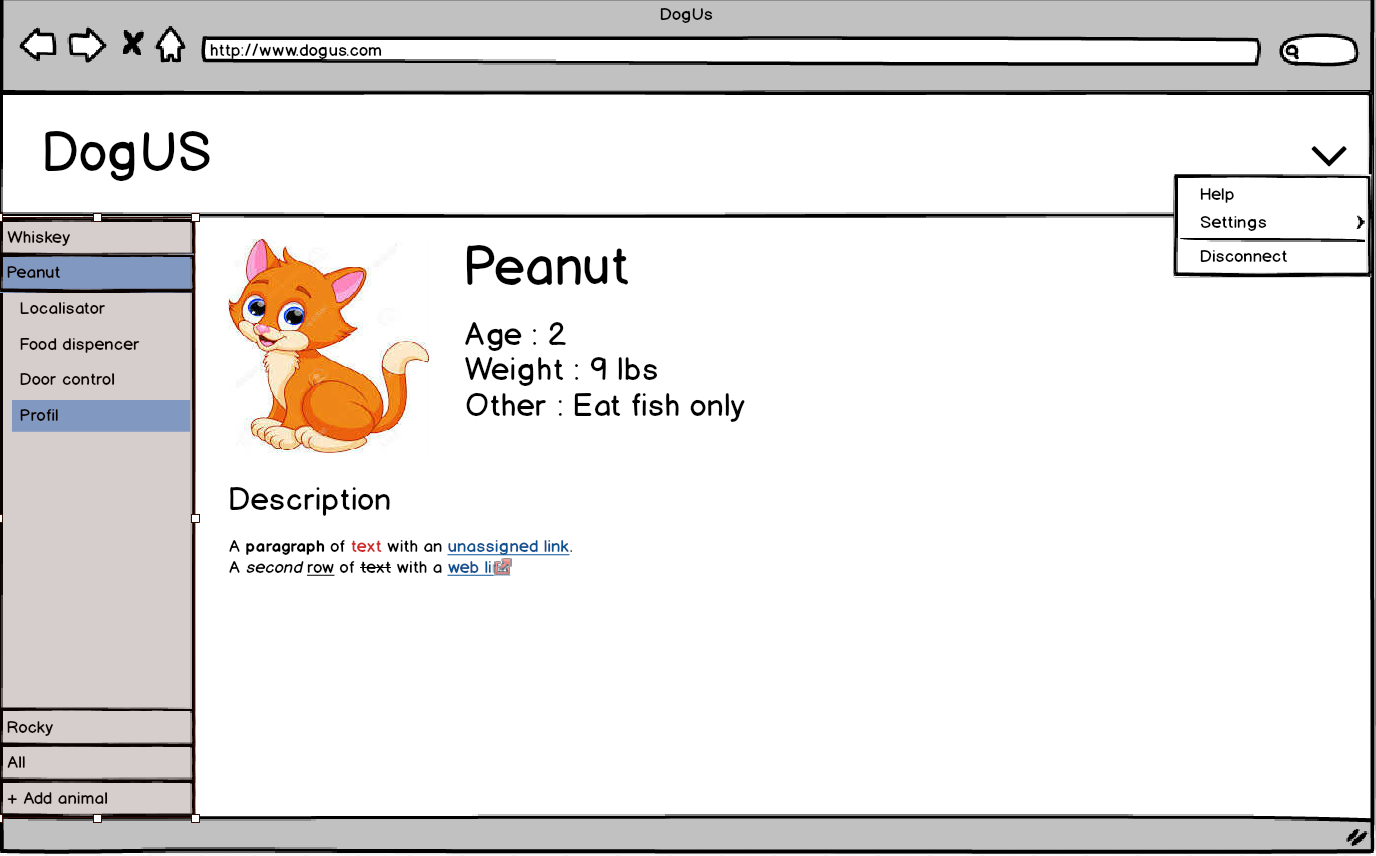 DogUs
http://www.dogus.com
DogUS
Help
Settings
Disconnect
Whiskey
Peanut
Localisator
Food dispencer
Door control
Profil
Rocky
All
+ Add animal
Peanut
Age : 2
Weight : 9 lbs
Other : Eat fish only
Description
A paragraph of text with an unassigned link.
A second row of text with a web li